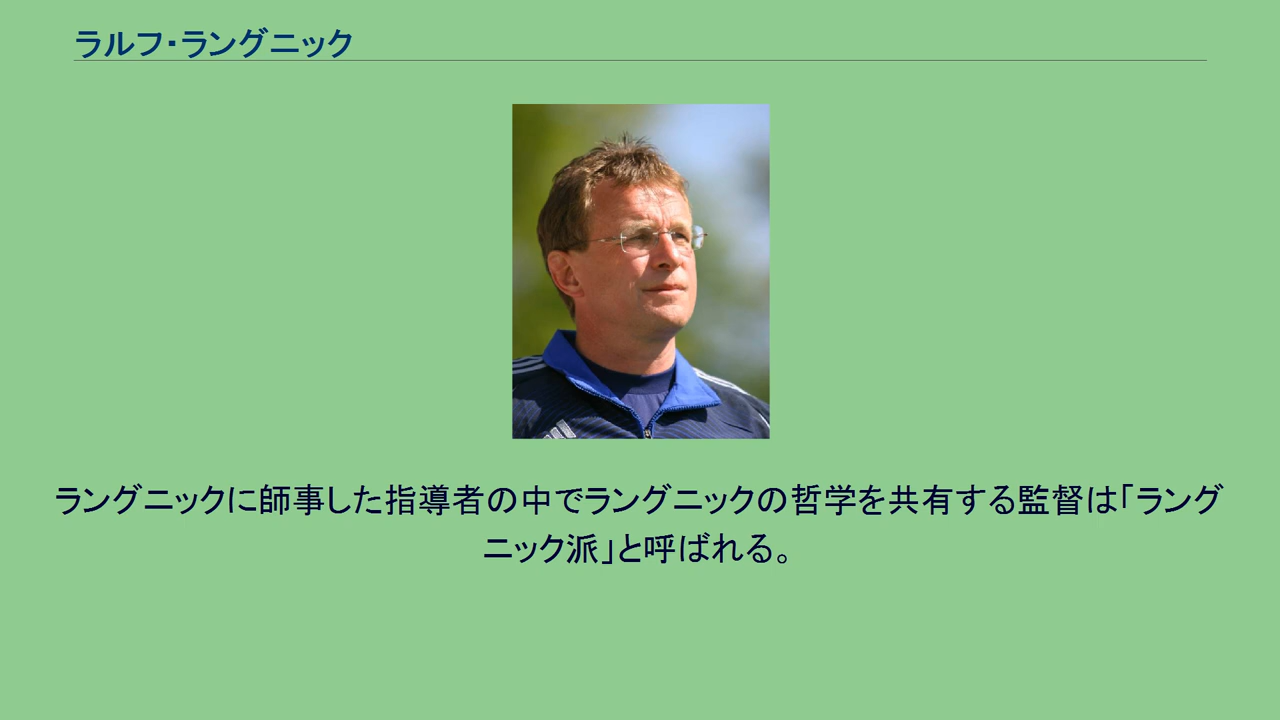 ラルフ・ラングニック
ラングニックに師事した指導者の中でラングニックの哲学を共有する監督は｢ラング
ニック派｣と呼ばれる。